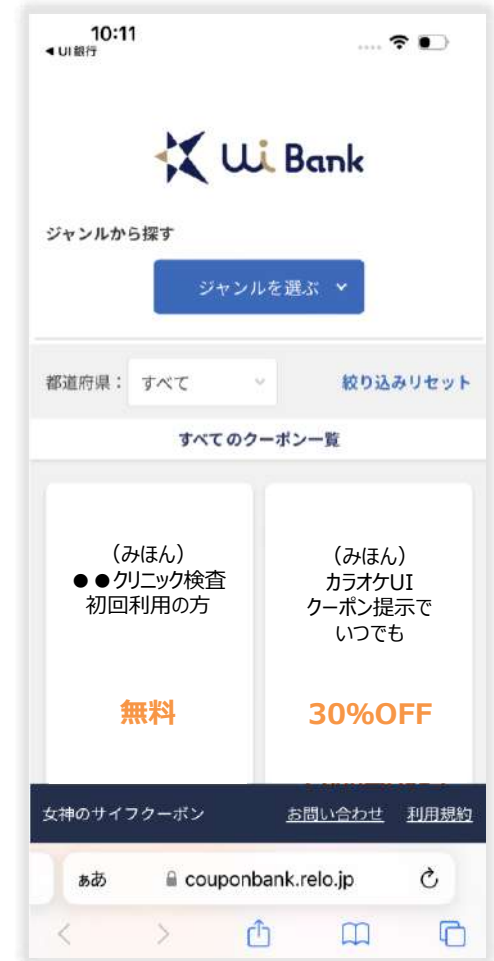 10:11
◀ UI銀行
Ui Bank
ジャンルから探す
ジャンルを選ぶ
都道府県：
すべて
絞り込みリセット
すべてのクーポン一覧
（みほん）
●●クリニック検査
初回利用の方
無料
（みほん）
カラオケUI
クーポン提示で
いつでも
30%OFF
女神のサイフクーポン
お問い合わせ
利用規約
ぁあ
couponbank.relo.jp